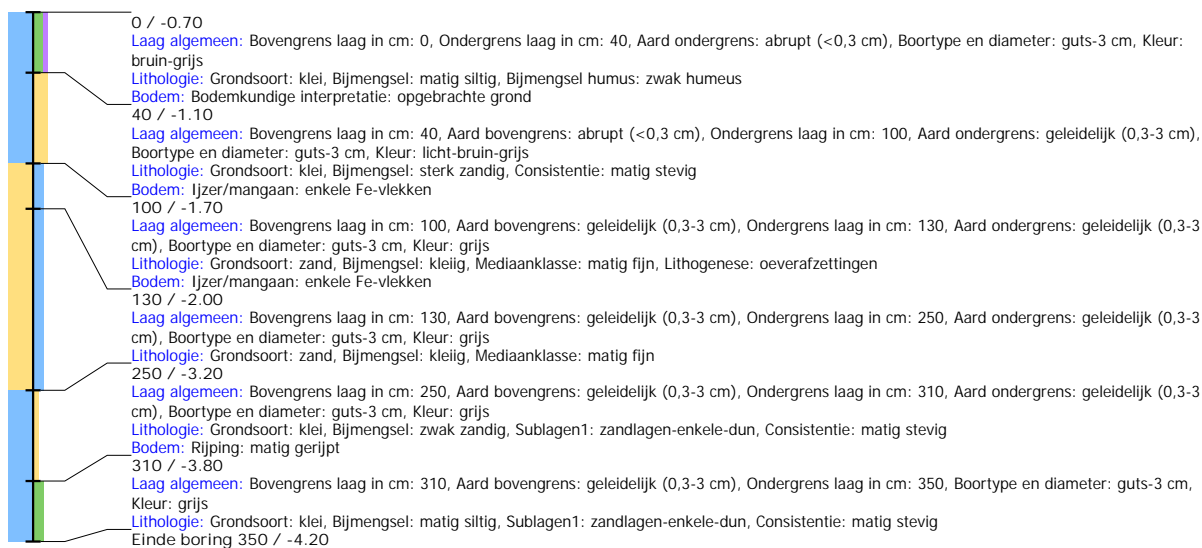 0 / -0.70
Laag algemeen: Bovengrens laag in cm: 0, Ondergrens laag in cm: 40, Aard ondergrens: abrupt (<0,3 cm), Boortype en diameter: guts-3 cm, Kleur:
bruin-grijs
Lithologie: Grondsoort: klei, Bijmengsel: matig siltig, Bijmengsel humus: zwak humeus
Bodem: Bodemkundige interpretatie: opgebrachte grond
40 / -1.10
Laag algemeen: Bovengrens laag in cm: 40, Aard bovengrens: abrupt (<0,3 cm), Ondergrens laag in cm: 100, Aard ondergrens: geleidelijk (0,3-3 cm),
Boortype en diameter: guts-3 cm, Kleur: licht-bruin-grijs
Lithologie: Grondsoort: klei, Bijmengsel: sterk zandig, Consistentie: matig stevig
Bodem: Ijzer/mangaan: enkele Fe-vlekken
100 / -1.70
Laag algemeen: Bovengrens laag in cm: 100, Aard bovengrens: geleidelijk (0,3-3 cm), Ondergrens laag in cm: 130, Aard ondergrens: geleidelijk (0,3-3
cm), Boortype en diameter: guts-3 cm, Kleur: grijs
Lithologie: Grondsoort: zand, Bijmengsel: kleiig, Mediaanklasse: matig fijn, Lithogenese: oeverafzettingen
Bodem: Ijzer/mangaan: enkele Fe-vlekken
130 / -2.00
Laag algemeen: Bovengrens laag in cm: 130, Aard bovengrens: geleidelijk (0,3-3 cm), Ondergrens laag in cm: 250, Aard ondergrens: geleidelijk (0,3-3
cm), Boortype en diameter: guts-3 cm, Kleur: grijs
Lithologie: Grondsoort: zand, Bijmengsel: kleiig, Mediaanklasse: matig fijn
250 / -3.20
Laag algemeen: Bovengrens laag in cm: 250, Aard bovengrens: geleidelijk (0,3-3 cm), Ondergrens laag in cm: 310, Aard ondergrens: geleidelijk (0,3-3
cm), Boortype en diameter: guts-3 cm, Kleur: grijs
Lithologie: Grondsoort: klei, Bijmengsel: zwak zandig, Sublagen1: zandlagen-enkele-dun, Consistentie: matig stevig
Bodem: Rijping: matig gerijpt
310 / -3.80
Laag algemeen: Bovengrens laag in cm: 310, Aard bovengrens: geleidelijk (0,3-3 cm), Ondergrens laag in cm: 350, Boortype en diameter: guts-3 cm,
Kleur: grijs
Lithologie: Grondsoort: klei, Bijmengsel: matig siltig, Sublagen1: zandlagen-enkele-dun, Consistentie: matig stevig
Einde boring 350 / -4.20